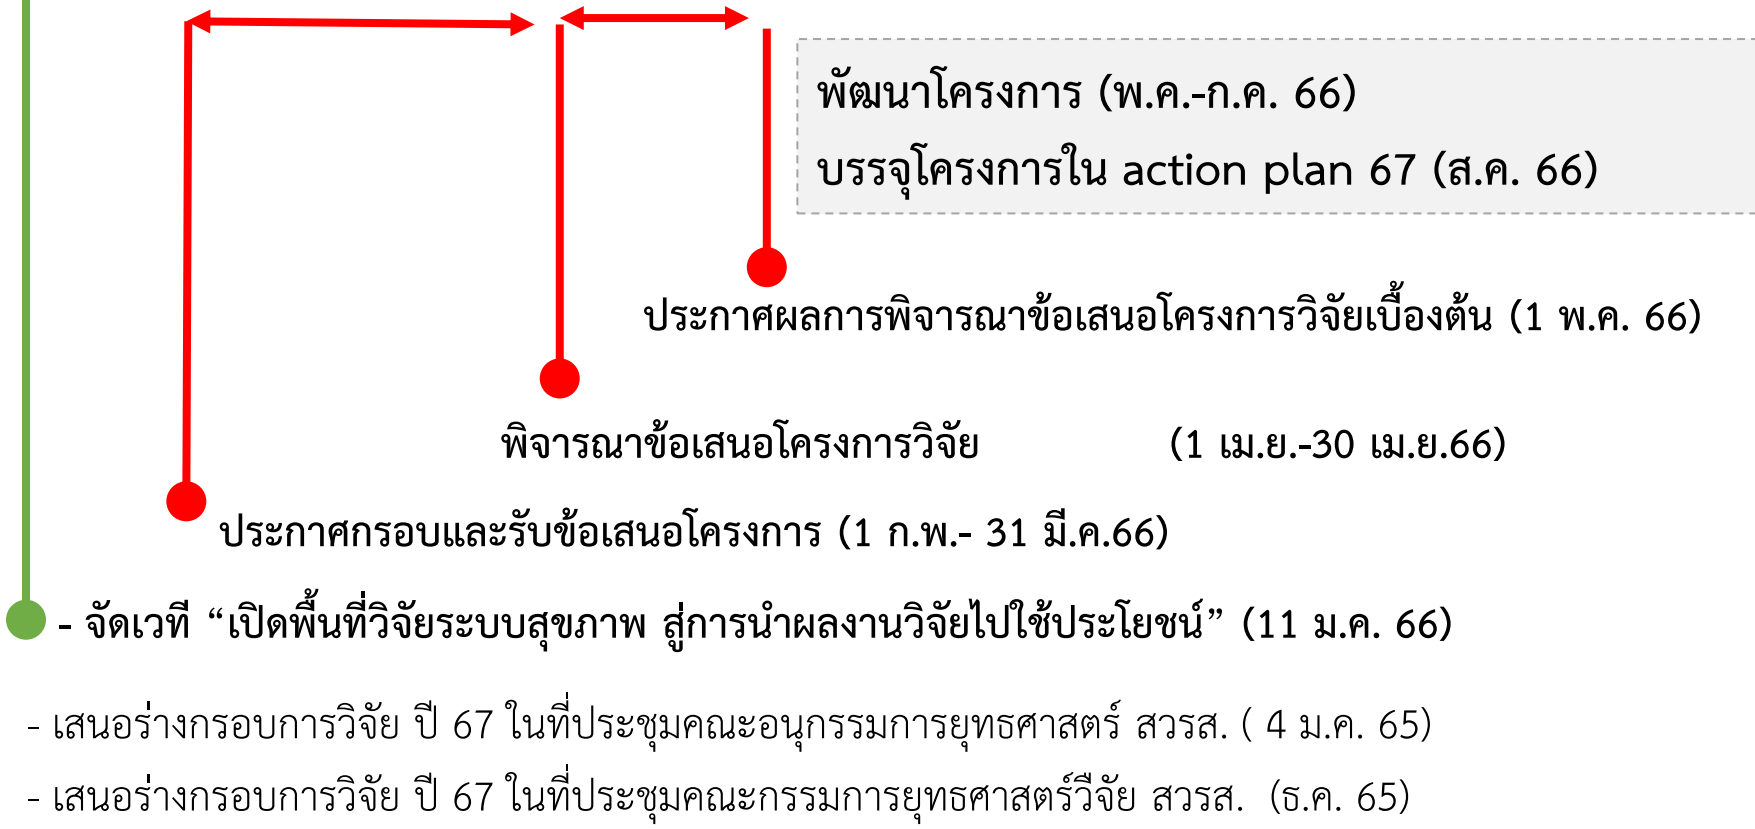 พัฒนาโครงการ (พ.ค.-ก.ค. 66)
บรรจุโครงการใน action plan 67 (ส.ค. 66)
ประกาศผลการพิจารณาข้อเสนอโครงการวิจัยเบื้องต้น (1 พ.ค. 66)
พิจารณาข้อเสนอโครงการวิจัย (1 เม.ย.-30 เม.ย.66)
ประกาศกรอบและรับข้อเสนอโครงการ (1 ก.พ.- 31 มี.ค.66)
- จัดเวที “เปิดพื้นที่วิจัยระบบสุขภาพ สู่การนำผลงานวิจัยไปใช้ประโยชน์” (11 ม.ค. 66)
- เสนอร่างกรอบการวิจัย ปี 67 ในที่ประชุมคณะอนุกรรมการยุทธศาสตร์ สวรส. ( 4 ม.ค. 65)
- เสนอร่างกรอบการวิจัย ปี 67 ในที่ประชุมคณะกรรมการยุทธศาสตร์วืจัย สวรส. (ธ.ค. 65)